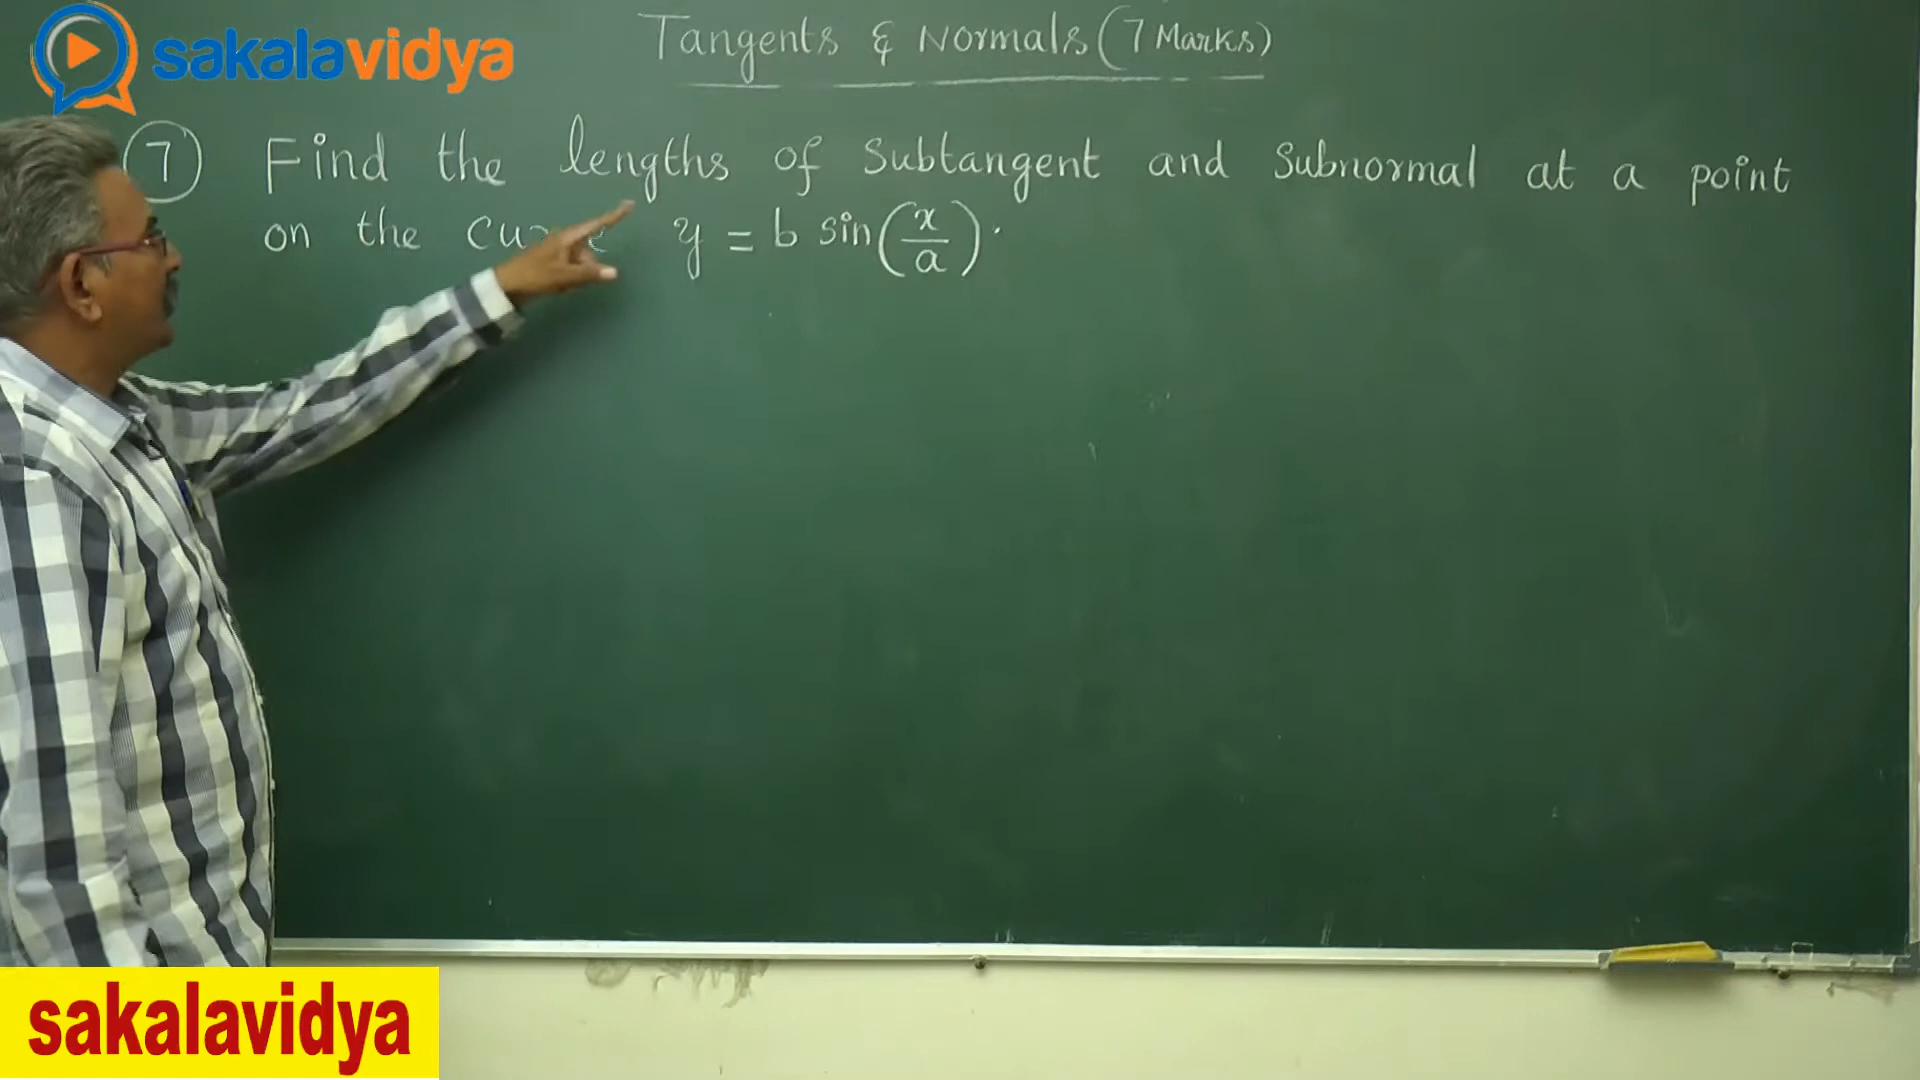 sakalavidya
Tangents & Normals (7 Marks)
7 Find the lengths of Subtangent and Subnormal at a point
on the y = b sin(x/a).
sakalavidya